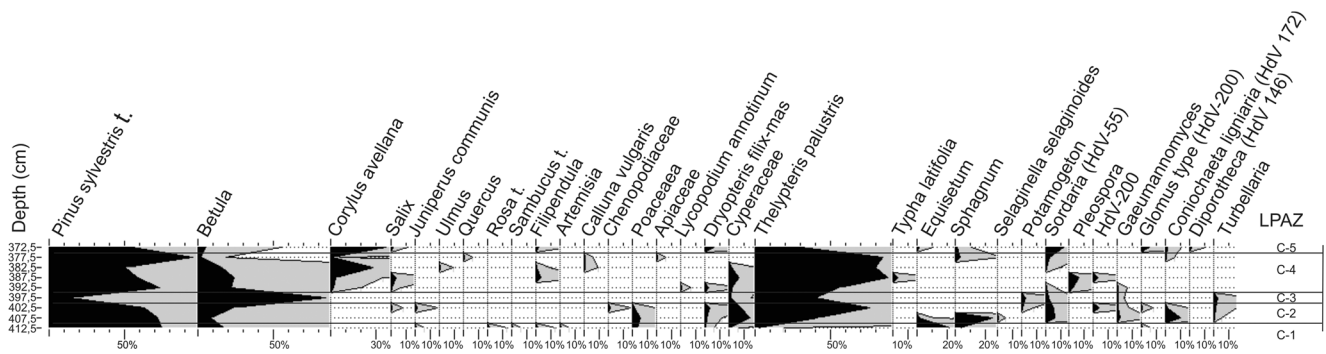 Depth (cm)
Pinus sylvestris t.
Betula
Corylus avellana
Salix
Juniperus communis
Ulmus
Quercus
Rosa t.
Sambucus t.
Filipendula
Artemisia
Calluna vulgaris
Chenopodiaceae
Poaceaea
Apiaceae
Lycopodium annotinum
Dryopteris filix-mas
Cyperaceae
Thelypteris palustris
Typha latifolia
Equisetum
Sphagnum
Selaginella selaginoides
Potamogeton
Sordaria (HdV-55)
Pleospora
HdV-200
Gaeumannomyces
Glomus type (HdV-200)
Coniochaeta ligniaria (HdV 172)
Diporotheca (HdV 146)
Turbellaria
LPAZ
372,5
377,5
382,5
387,5
392,5
397,5
402,5
407,5
412,5
C-5
C-4
C-3
C-2
C-1
50% 50% 30% 10% 10% 10% 10% 10% 10% 10% 10% 10% 10% 10% 10% 10% 10% 10% 50% 10% 20% 20% 10% 10% 10% 10% 10% 10% 10% 10% 10% 10%